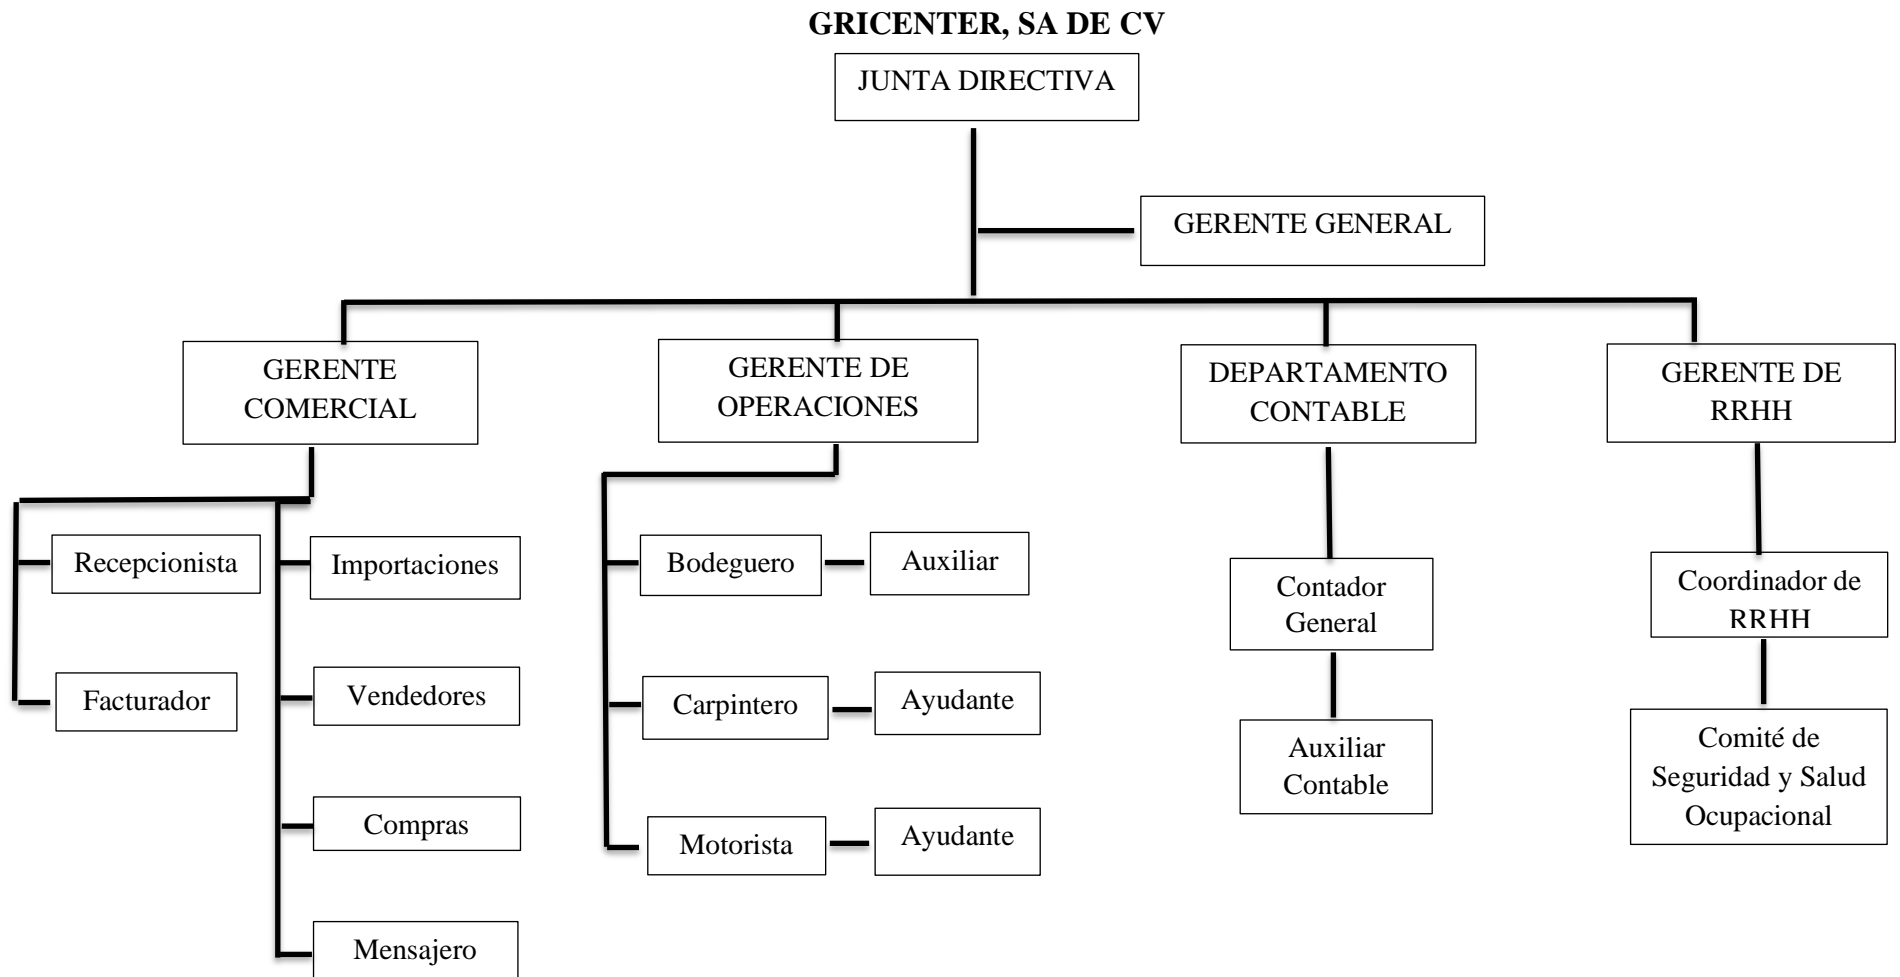 GRICENTER, SA DE CV
JUNTA DIRECTIVA
GERENTE GENERAL
GERENTE
COMERCIAL
GERENTE DE
OPERACIONES
DEPARTAMENTO
CONTABLE
GERENTE DE
RRHH
Recepcionista
Facturador
Importaciones
Vendedores
Compras
Mensajero
Bodeguero
Auxiliar
Carpintero
Ayudante
Motorista
Ayudante
Contador
General
Auxiliar
Contable
Coordinador de
RRHH
Comité de
Seguridad y Salud
Ocupacional